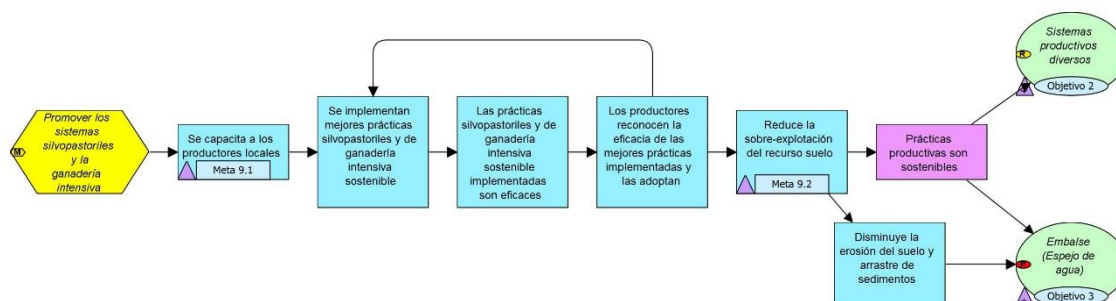 Promover los
sistemas
silvopastoriles
y la
ganadería
intensiva
M
Se capacita a los
productores locales
Meta 9.1
Se implementan
mejores prácticas
silvopastoriles y de
ganadería
intensiva
sostenible
Las prácticas
silvopastoriles y de
ganadería
intensiva
sostenible
implementadas
son eficaces
Los productores
reconocen la
eficacia de las
mejores prácticas
implementadas y
las adoptan
Reduce la
sobre-explotación
del recurso suelo
Meta 9.2
Disminuye la
erosión del suelo y
arrastre de
sedimentos
Prácticas
productivas son
sostenibles
Sistemas
productivos
diversos
R
Objetivo 2
Embalse
(Espejo de
agua)
Objetivo 3